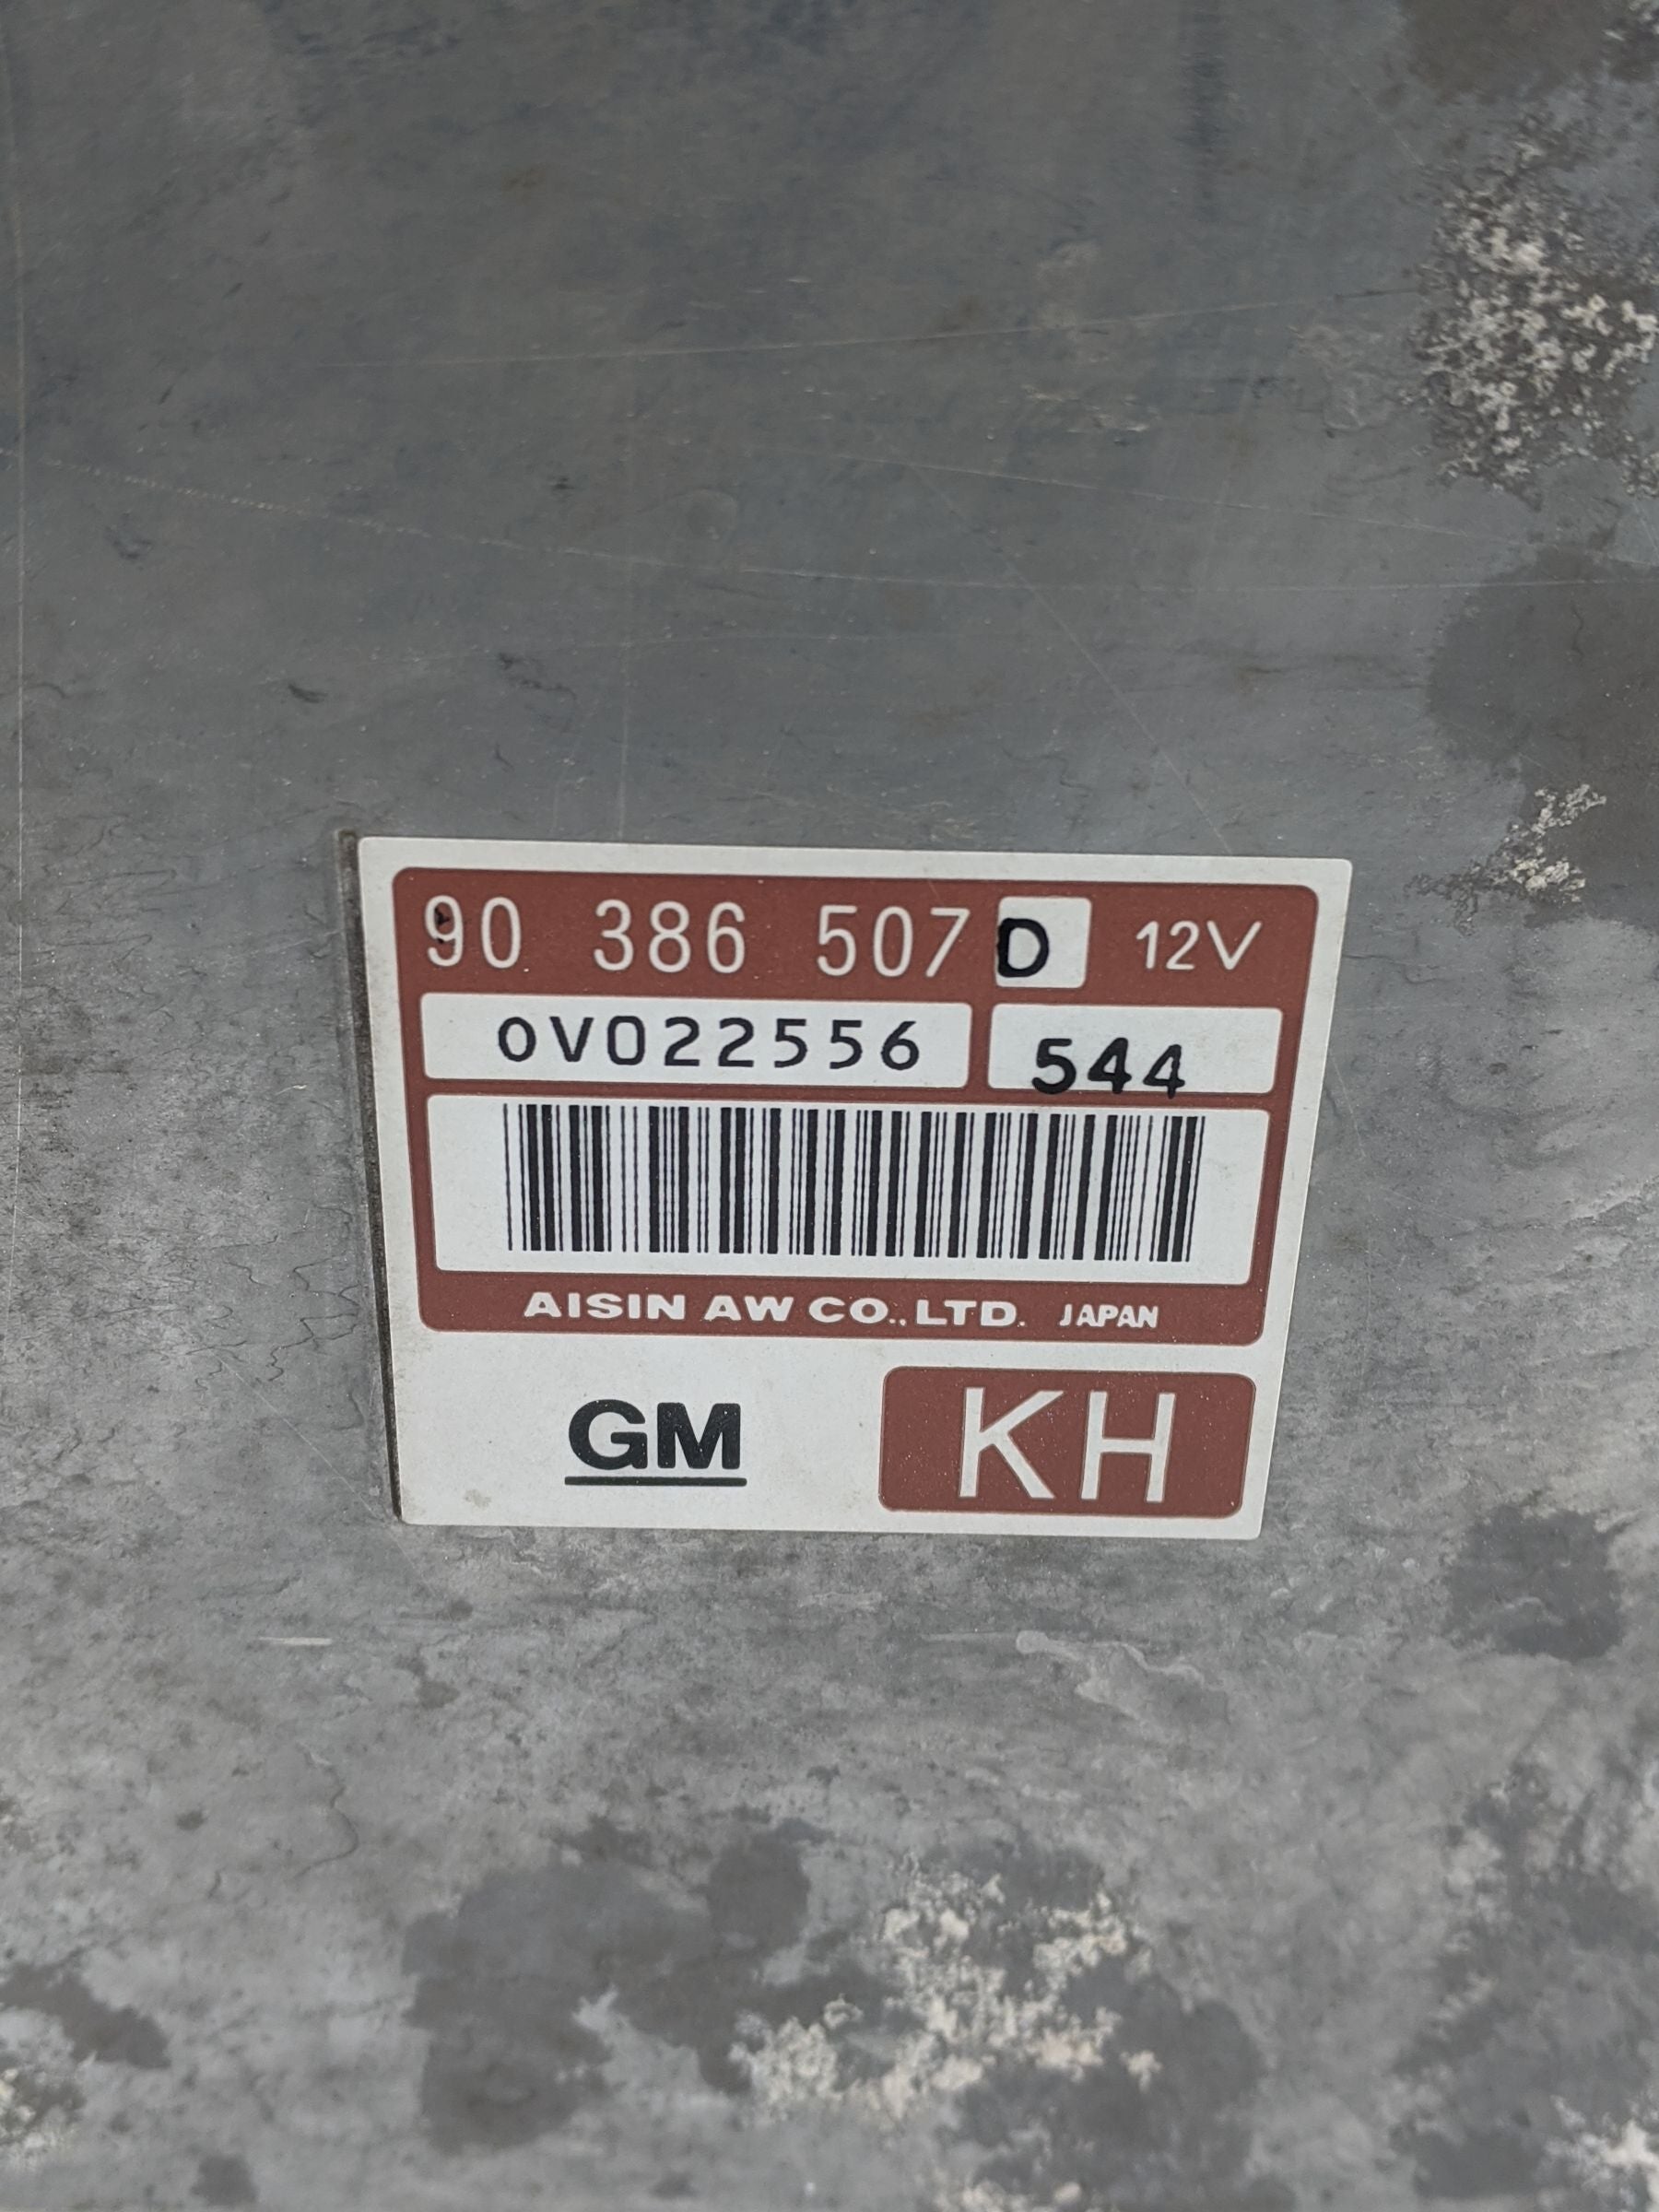 90 386 507 D 12V
0V022556 544
AISIN AW CO., LTD. JAPAN
GM KH